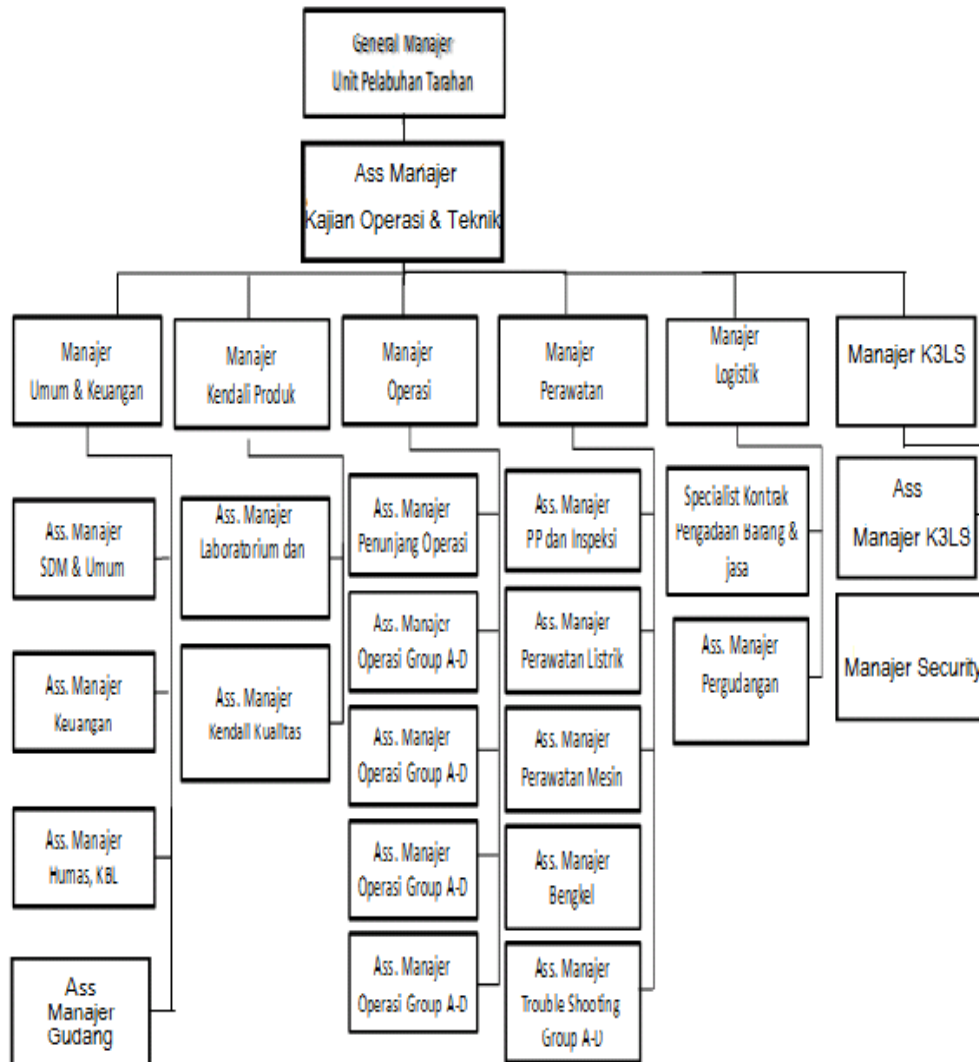 General Manajer
Unit Pelabuhan Tarahan
Ass Manajer
Kajian Operasi & Teknik
Manajer
Umum & Keuangan
Manajer
Kendali Produk
Manajer
Operasi
Manajer
Perawatan
Manajer
Logistik
Manajer K3LS
Ass. Manajer
SDM & Umum
Ass. Manajer
Keuangan
Ass. Manajer
Humas, KBL
Ass
Manajer
Gudang
Ass. Manajer
Laboratorium dan
Ass. Manajer
Kendall Kualltas
Ass. Manajer
Penunjang Operasi
Ass. Manajer
Operasi Group A-D
Ass. Manajer
Operasi Group A-D
Ass. Manajer
Operasi Group A-D
Ass. Manajer
Operasi Group A-D
Ass. Manajer
PP dan Inspeksi
Ass. Manajer
Perawatan Listrik
Ass. Manajer
Perawatan Mesin
Ass. Manajer
Bengkel
Ass. Manajer
Trouble Shooting
Group A-D
Specialist Kontrak
Pengadaan Barang &
jasa
Ass. Manajer
Pergudangan
Ass
Manajer K3LS
Manajer Security